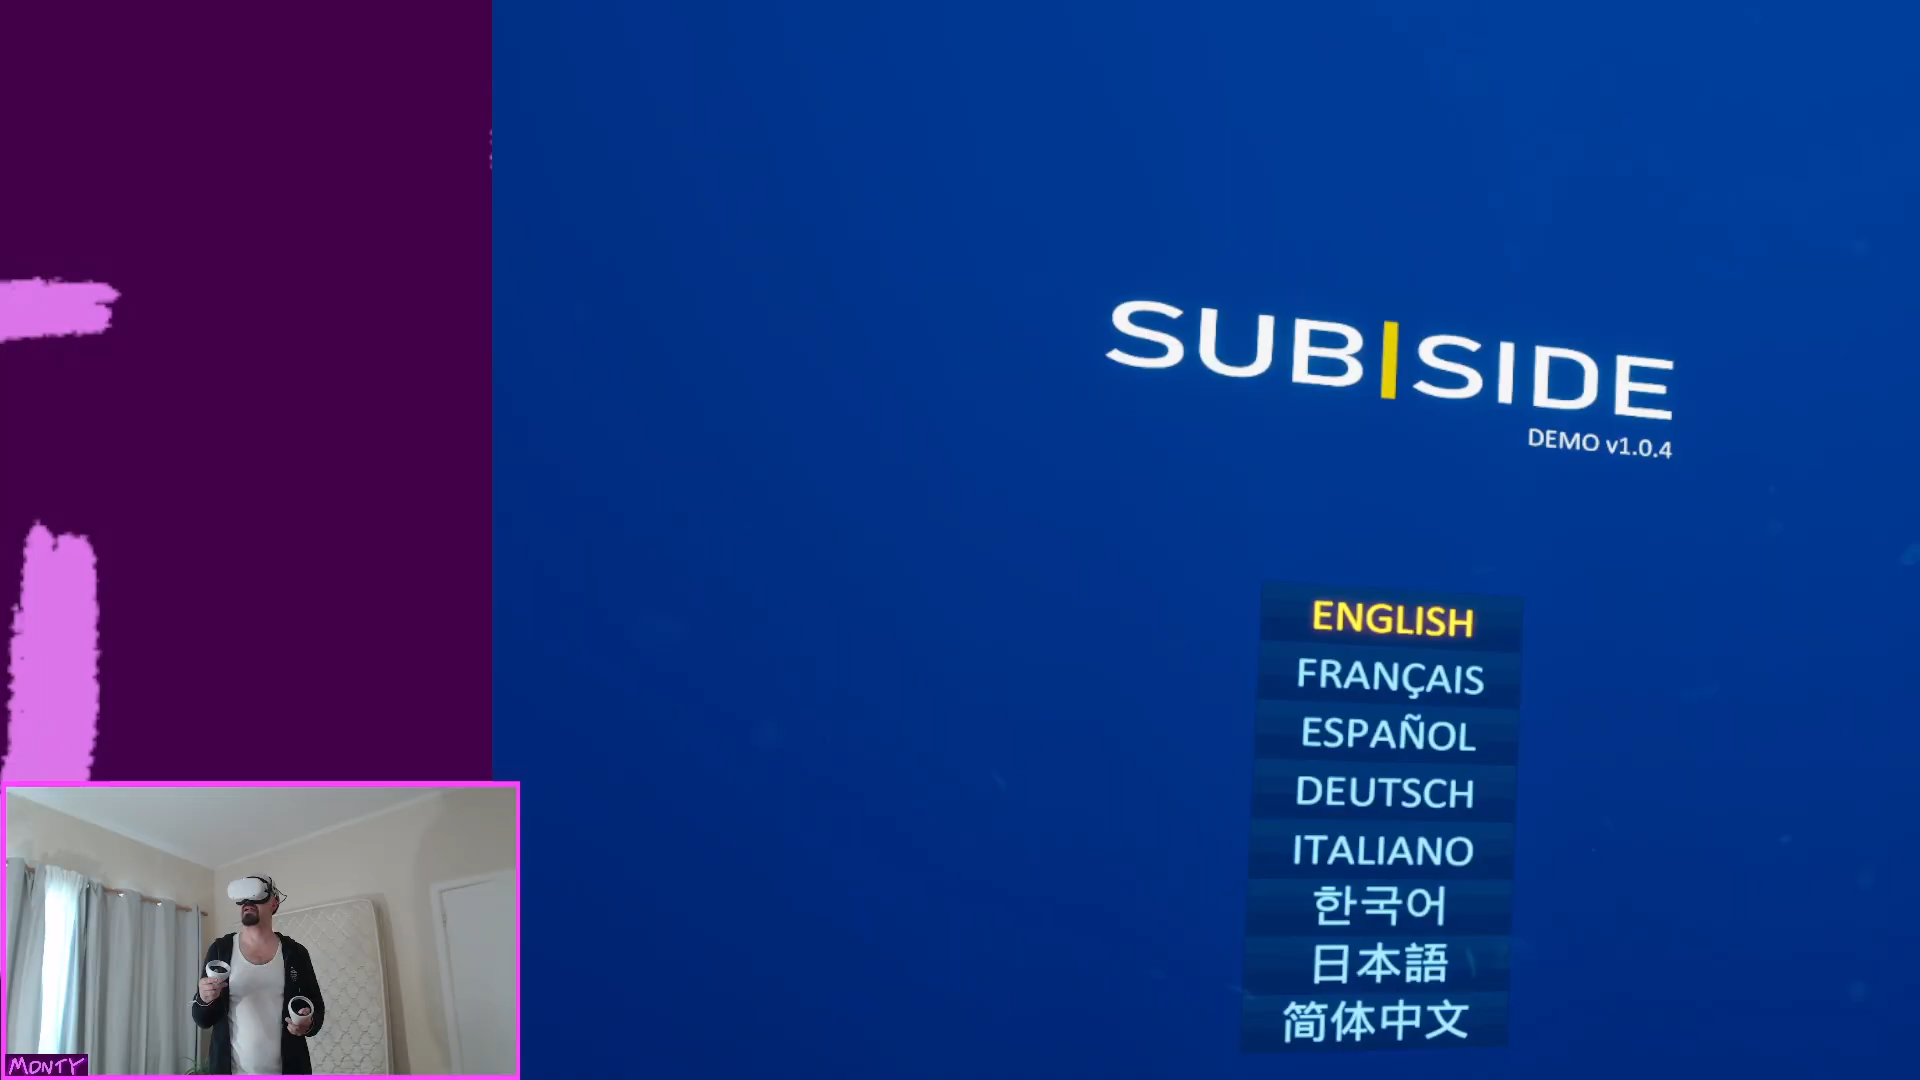 SUB|SIDE
DEMO v1.0.4
ENGLISH
FRANÇAIS
ESPAÑOL
DEUTSCH
ITALIANO
한국어
日本語
简体中文
MONTY